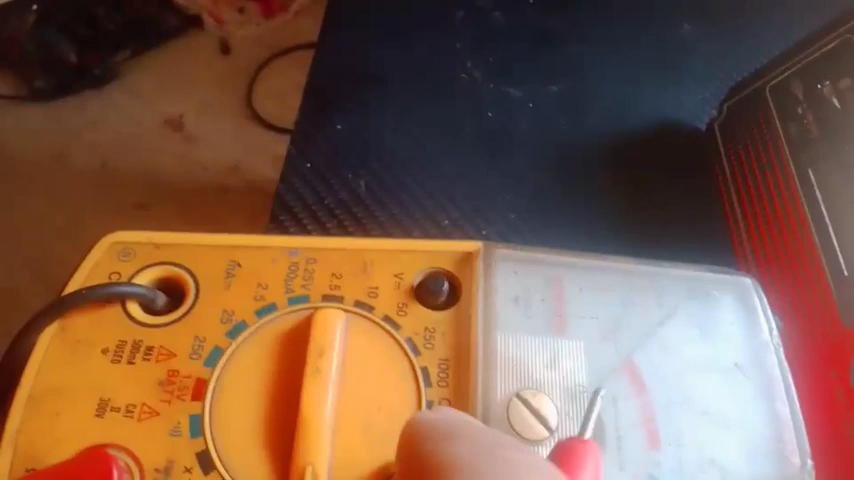 mA⎓
0.25V
100µA
2.5
10
V⎓
50
250
1000
2.5
25
250
1.5V
BATT
MAX
500mA
FUSED
CAT
II
300V